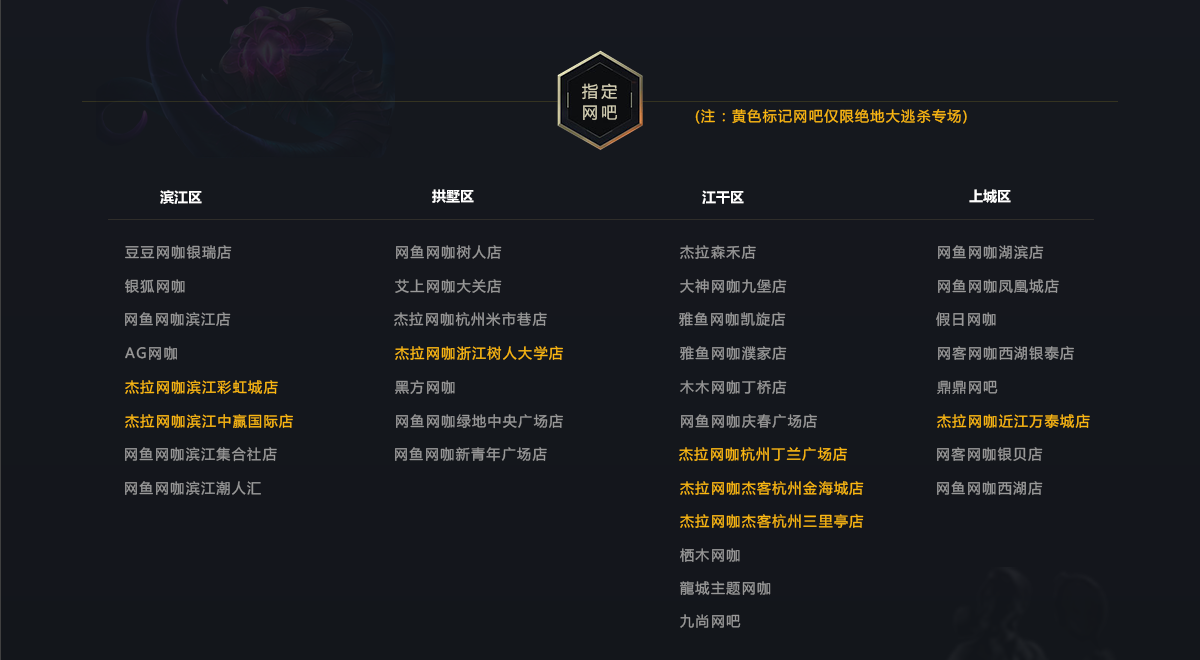 指定
网吧
(注：黄色标记网吧仅限绝地大逃杀专场)
滨江区
豆豆网咖银瑞店
银狐网咖
网鱼网咖滨江店
AG网咖
杰拉网咖滨江彩虹城店
杰拉网咖滨江中赢国际店
网鱼网咖滨江集合社店
网鱼网咖滨江潮人汇
拱墅区
网鱼网咖树人店
艾上网咖大关店
杰拉网咖杭州米市巷店
杰拉网咖浙江树人大学店
黑方网咖
网鱼网咖绿地中央广场店
网鱼网咖新青年广场店
江干区
杰拉森禾店
大神网咖九堡店
雅鱼网咖凯旋店
雅鱼网咖濮家店
木木网咖丁桥店
网鱼网咖庆春广场店
杰拉网咖杭州丁兰广场店
杰拉网咖杰客杭州金海城店
杰拉网咖杰客杭州三里亭店
栖木网咖
龍城主题网咖
九尚网吧
上城区
网鱼网咖湖滨店
网鱼网咖凤凰城店
假日网咖
网客网咖西湖银泰店
鼎鼎网吧
杰拉网咖近江万泰城店
网客网咖银贝店
网鱼网咖西湖店